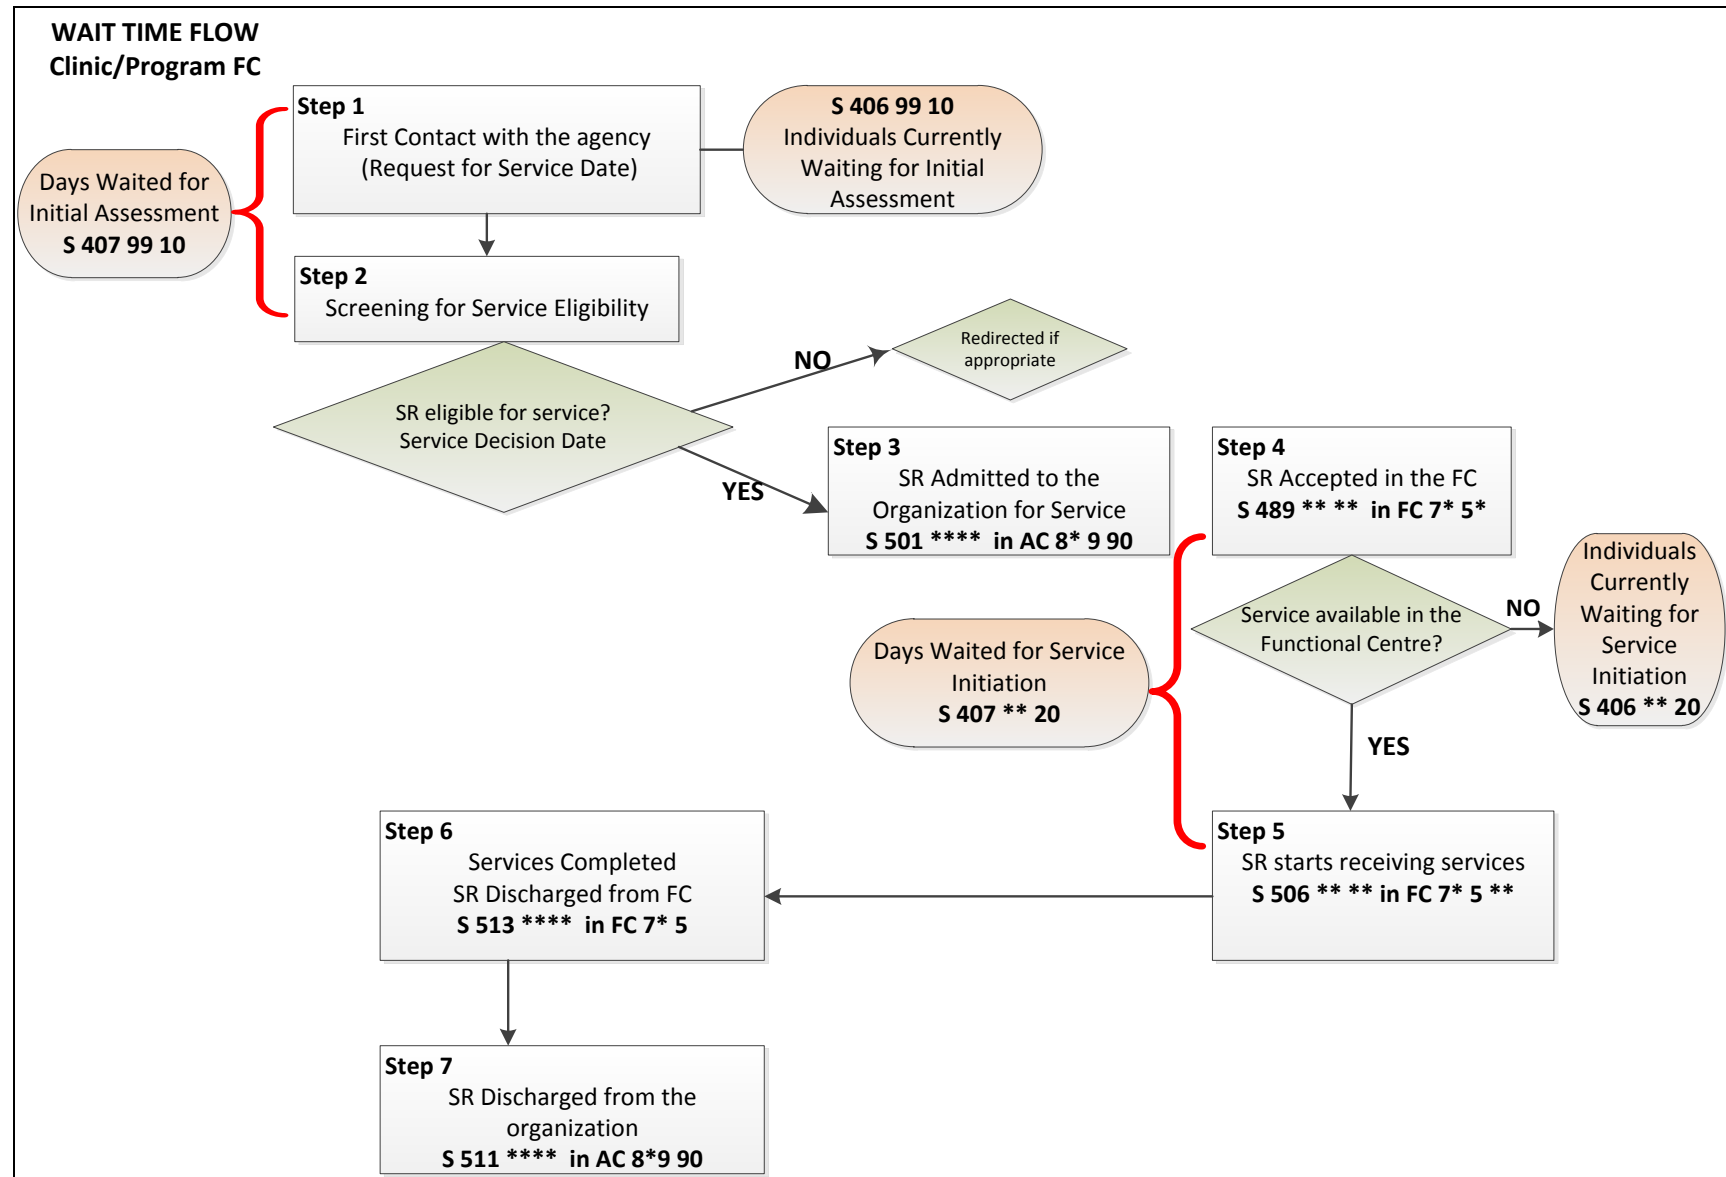 WAIT TIME FLOW
Clinic/Program FC
Step 1
First Contact with the agency
(Request for Service Date)
S 406 99 10
Individuals Currently
Waiting for Initial
Assessment
Days Waited for
Initial Assessment
S 407 99 10
Step 2
Screening for Service Eligibility
SR eligible for service?
Service Decision Date
NO
Redirected if
appropriate
YES
Step 3
SR Admitted to the
Organization for Service
S 501 **** in AC 8* 9 90
Step 4
SR Accepted in the FC
S 489 ** ** in FC 7* 5*
Service available in the
Functional Centre?
NO
Individuals
Currently
Waiting for
Service
Initiation
S 406 ** 20
Days Waited for Service
Initiation
S 407 ** 20
YES
Step 5
SR starts receiving services
S 506 ** ** in FC 7* 5 **
Step 6
Services Completed
SR Discharged from FC
S 513 **** in FC 7* 5
Step 7
SR Discharged from the
organization
S 511 **** in AC 8*9 90